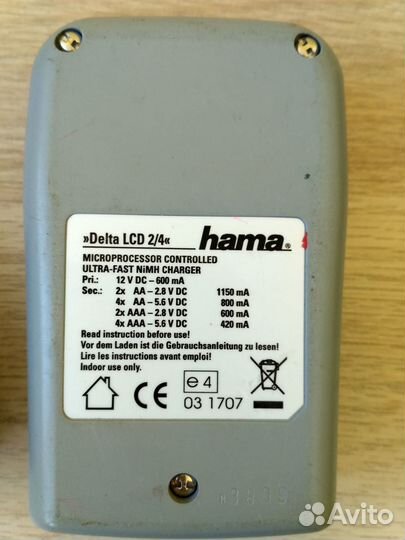 »Delta LCD 2/4« hama®
MICROPROCESSOR CONTROLLED
ULTRA-FAST NiMH CHARGER
Pri.: 12 V DC – 600 mA
Sec.: 2x AA – 2.8 V DC 1150 mA
4x AA – 5.6 V DC 800 mA
2x AAA – 2.8 V DC 600 mA
4x AAA – 5.6 V DC 420 mA
Read instruction before use!
Vor dem Laden ist die Gebrauchsanleitung zu lesen!
Lire les instructions avant emploi!
Indoor use only.
CE e4
03 1707
Avito